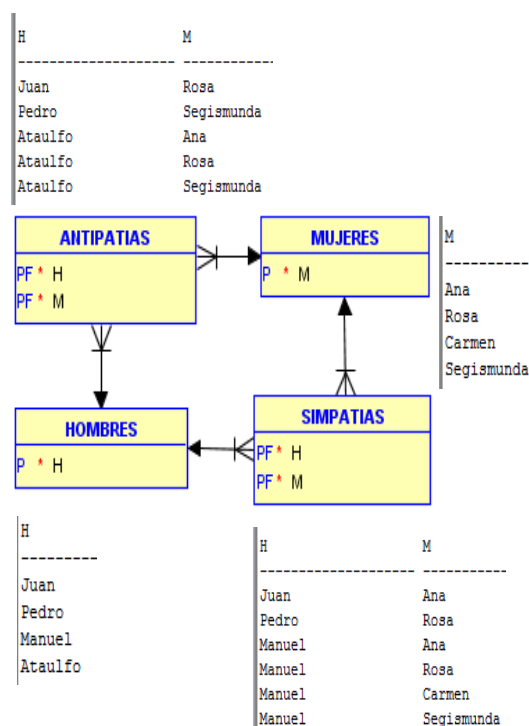 H M
-------------------- ------------
Juan Rosa
Pedro Segismunda
Ataulfo Ana
Ataulfo Rosa
Ataulfo Segismunda
ANTIPATIAS
PF * H
PF * M
MUJERES
P * M
M
----------
Ana
Rosa
Carmen
Segismunda
HOMBRES
P * H
SIMPATIAS
PF * H
PF * M
H
---------
Juan
Pedro
Manuel
Ataulfo
H M
-------------------- -----------
Juan Ana
Pedro Rosa
Manuel Ana
Manuel Rosa
Manuel Carmen
Manuel Segismunda